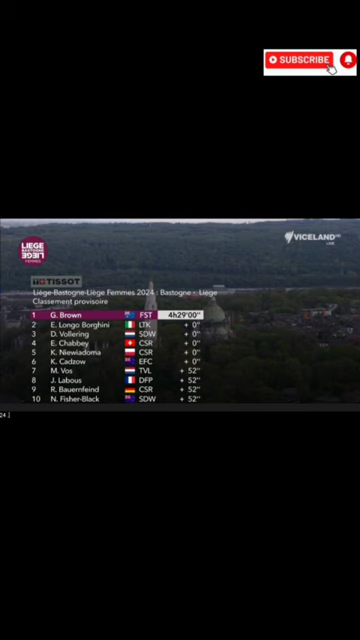 SUBSCRIBE
LIEGE
BASTOGNE
LIEGE
FEMMES
VICELAND
LIVE
TISSOT
Liège-Bastogne-Liège Femmes 2024 : Bastogne - Liège
Classement provisoire
1 G. Brown FST 4h29'00''
2 E. Longo Borghini LTK + 0''
3 D. Vollering SDW + 0''
4 E. Chabbey CSR + 0''
5 K. Niewiadoma CSR + 0''
6 K. Cadzow EFC + 0''
7 M. Vos TVL + 52''
8 J. Labous DFP + 52''
9 R. Bauernfeind CSR + 52''
10 N. Fisher-Black SDW + 52''
24.]